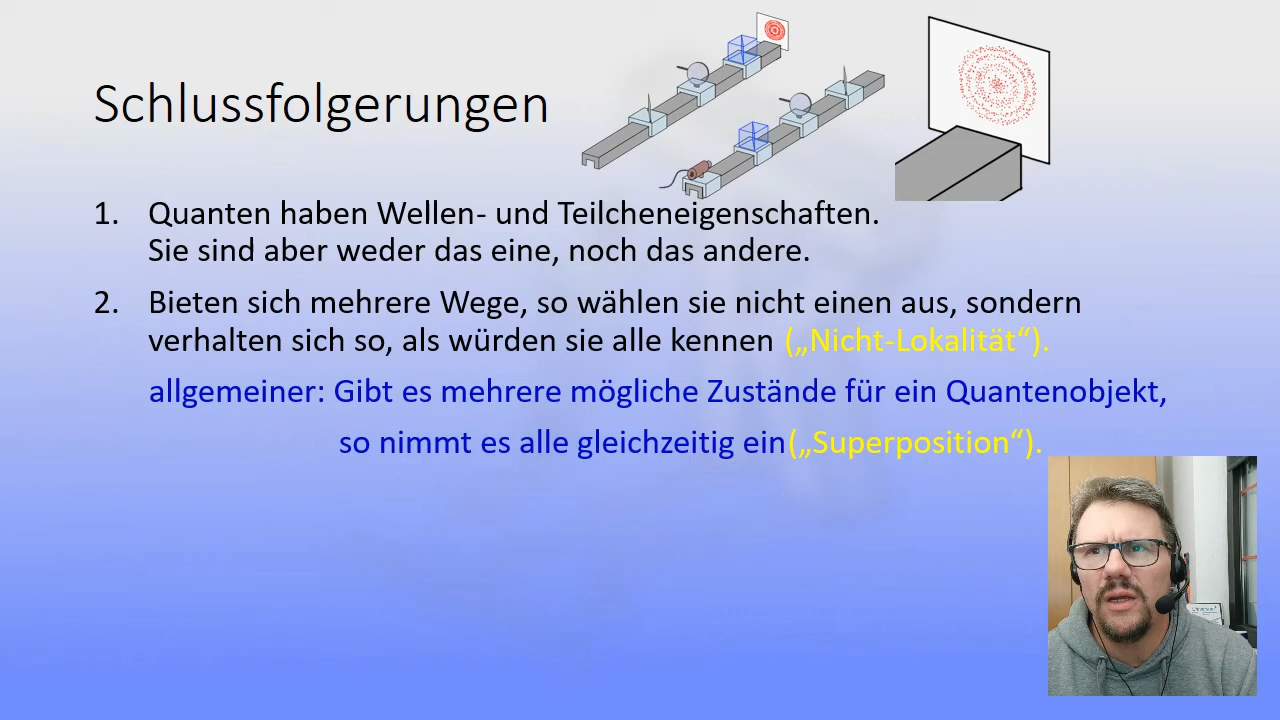 Schlussfolgerungen
1. Quanten haben Wellen- und Teilcheneigenschaften.
Sie sind aber weder das eine, noch das andere.
2. Bieten sich mehrere Wege, so wählen sie nicht einen aus, sondern
verhalten sich so, als würden sie alle kennen („Nicht-Lokalität“).
allgemeiner: Gibt es mehrere mögliche Zustände für ein Quantenobjekt,
so nimmt es alle gleichzeitig ein(„Superposition“).